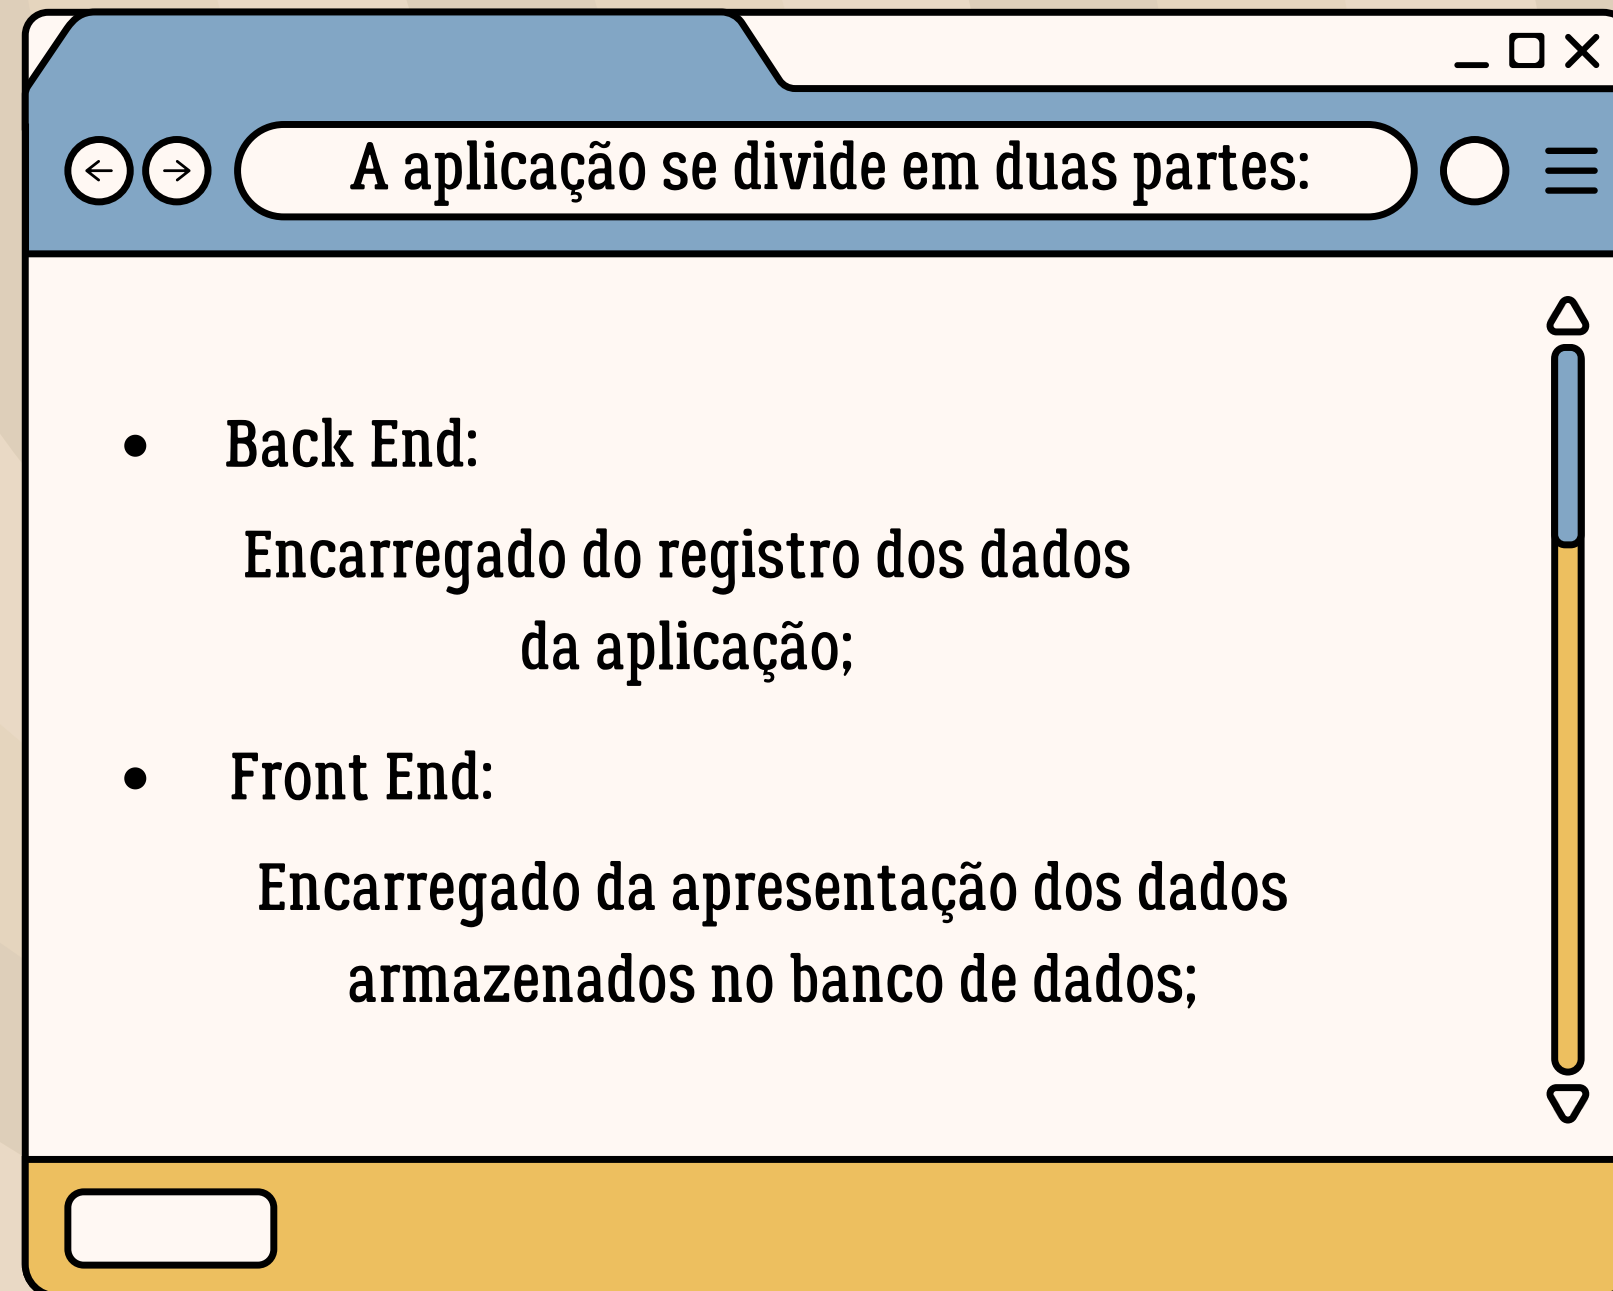 A aplicação se divide em duas partes:
• Back End:
Encarregado do registro dos dados
da aplicação;
• Front End:
Encarregado da apresentação dos dados
armazenados no banco de dados;